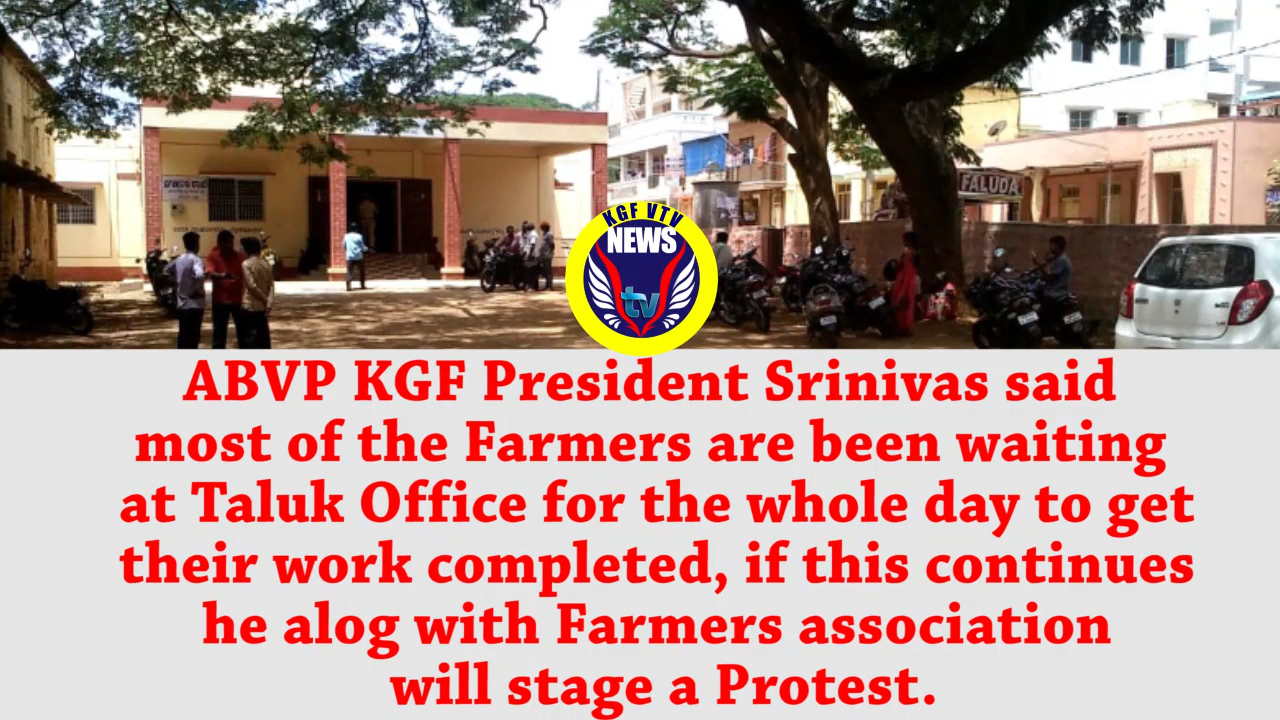 FALUDA
KGF VTV
NEWS
tv
ABVP KGF President Srinivas said
most of the Farmers are been waiting
at Taluk Office for the whole day to get
their work completed, if this continues
he alog with Farmers association
will stage a Protest.